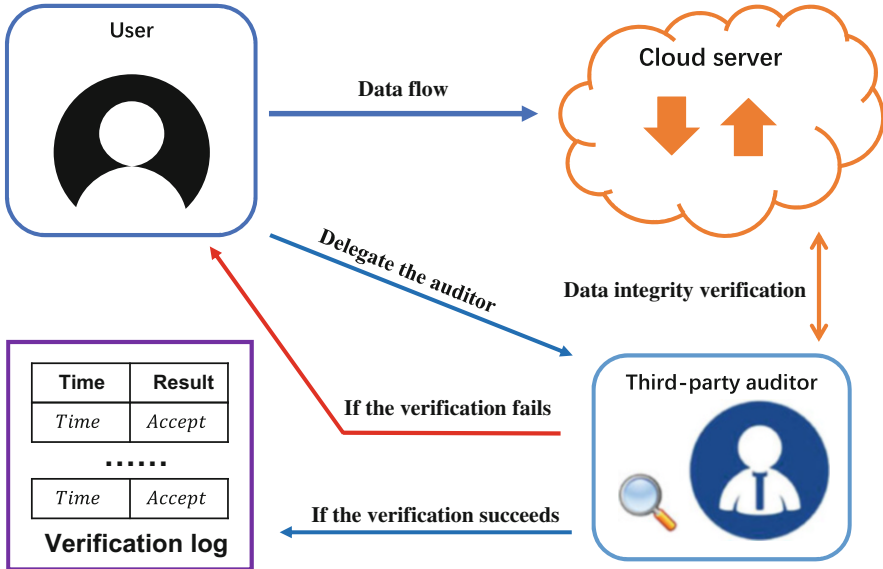 User
Cloud server
Data flow
Delegate the auditor
Data integrity verification
Third-party auditor
If the verification fails
If the verification succeeds
Time Result
Time Accept
......
Time Accept
Verification log